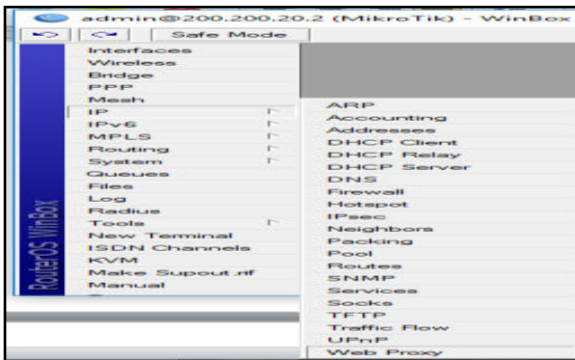 admin@200.200.20.2 (MikroTik) - WinBox
Safe Mode
Interfaces
Wireless
Bridge
PPP
Mesh
IP
IPv6
MPLS
Routing
System
Queues
Files
Log
Radius
Tools
New Terminal
ISDN Channels
KVM
Make Supout.rif
Manual
RouterOS WinBox
ARP
Accounting
Addresses
DHCP Client
DHCP Relay
DHCP Server
DNS
Firewall
Hotspot
IPsec
Neighbors
Packing
Pool
Routes
SNMP
Services
Socks
TFTP
Traffic Flow
UPnP
Web Proxy